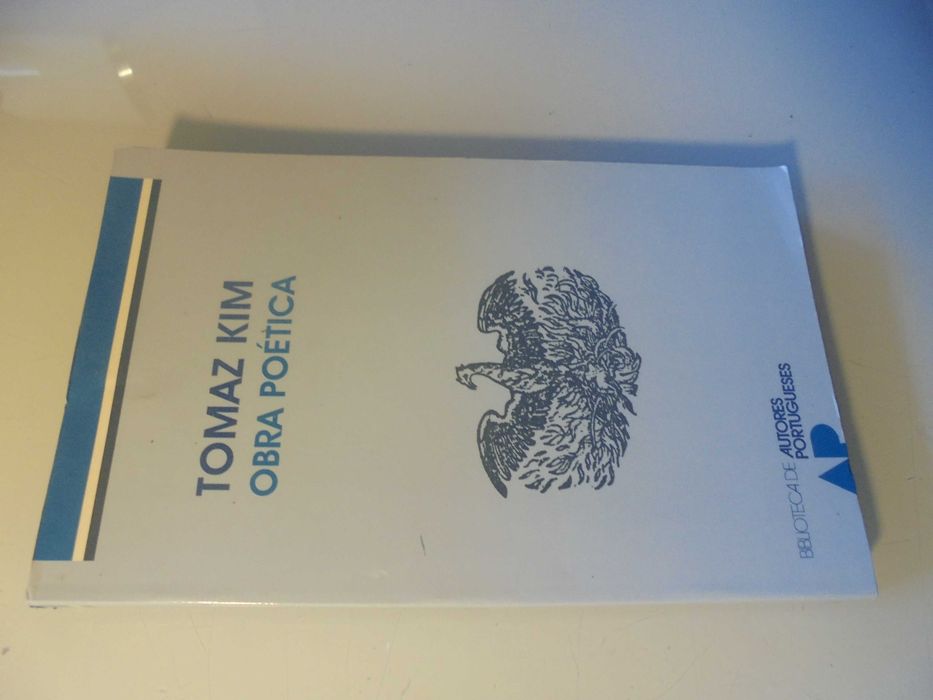 TOMAZ KIM
OBRA POÉTICA
BIBLIOTECA DE AUTORES
PORTUGUESES
AP